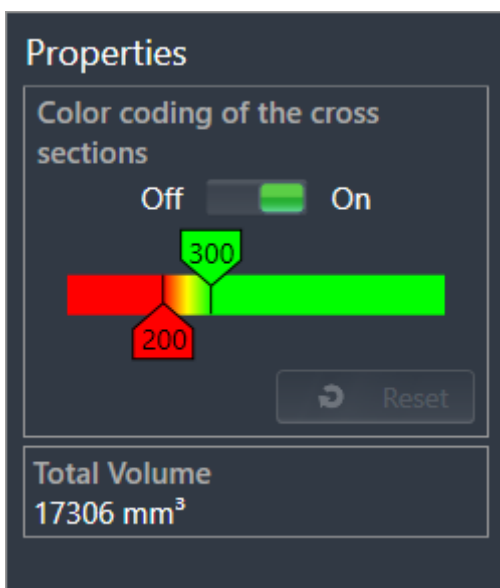 Properties
Color coding of the cross
sections
Off On
300
200
Reset
Total Volume
17306 mm³